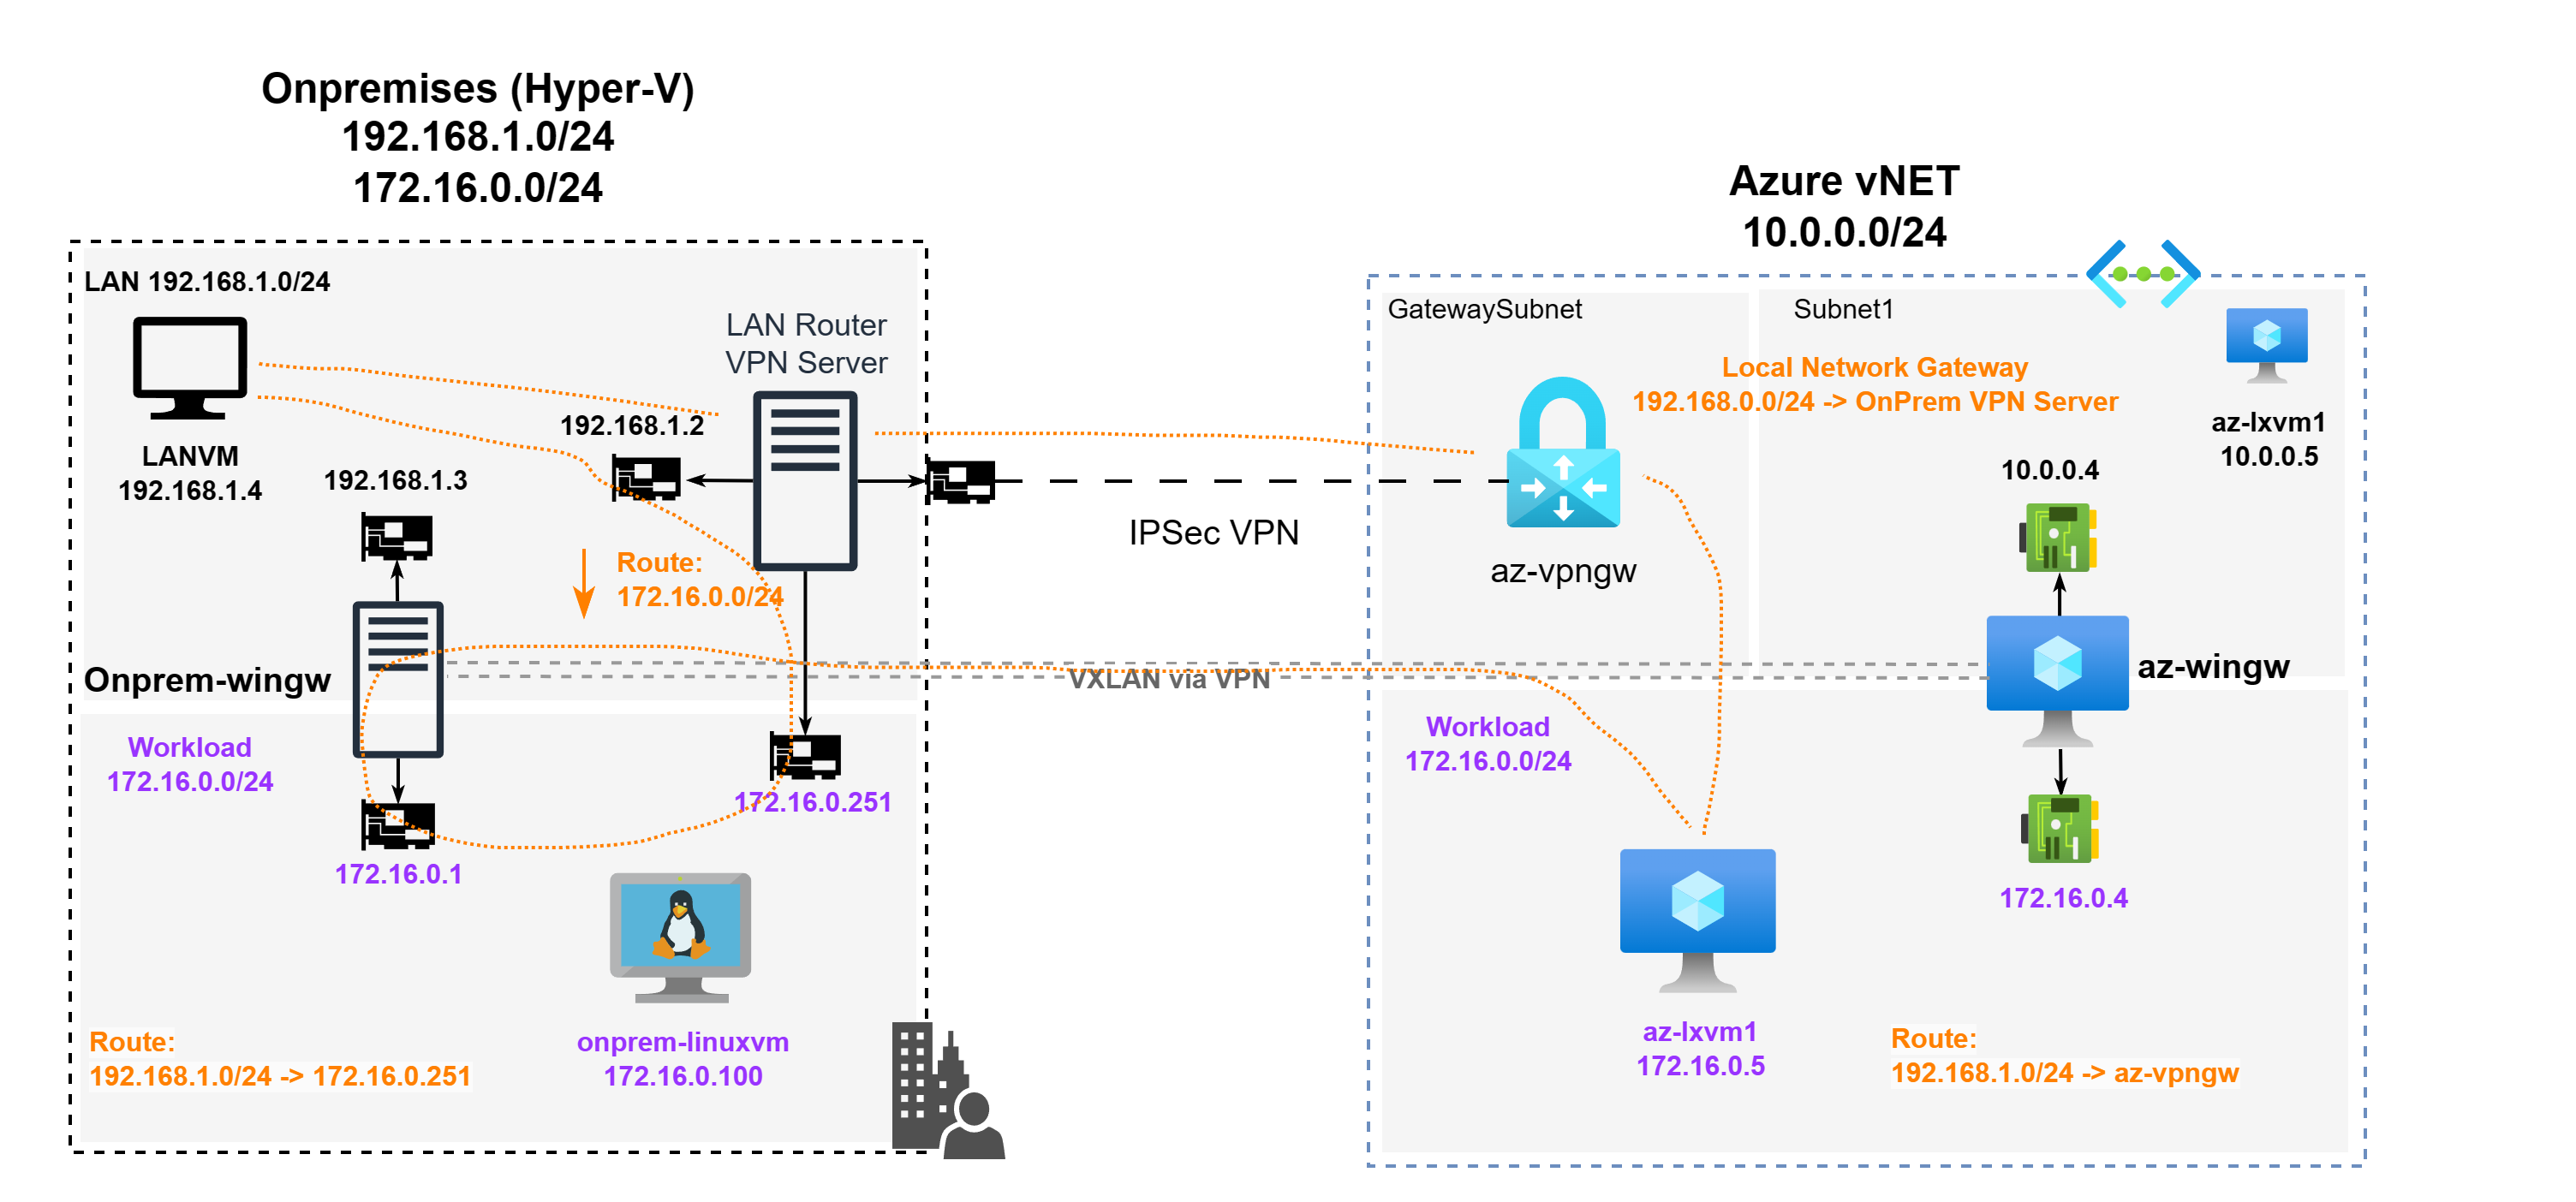 Onpremises (Hyper-V)
192.168.1.0/24
172.16.0.0/24
Azure vNET
10.0.0.0/24
LAN 192.168.1.0/24
LAN Router
VPN Server
192.168.1.2
LANVM
192.168.1.4
192.168.1.3
Route:
172.16.0.0/24
Onprem-wingw
Workload
172.16.0.0/24
172.16.0.251
172.16.0.1
onprem-linuxvm
172.16.0.100
Route:
192.168.1.0/24 -> 172.16.0.251
IPSec VPN
VXLAN via VPN
GatewaySubnet
Subnet1
Local Network Gateway
192.168.0.0/24 -> OnPrem VPN Server
az-lxvm1
10.0.0.5
10.0.0.4
az-vpngw
az-wingw
Workload
172.16.0.0/24
172.16.0.4
az-lxvm1
172.16.0.5
Route:
192.168.1.0/24 -> az-vpngw